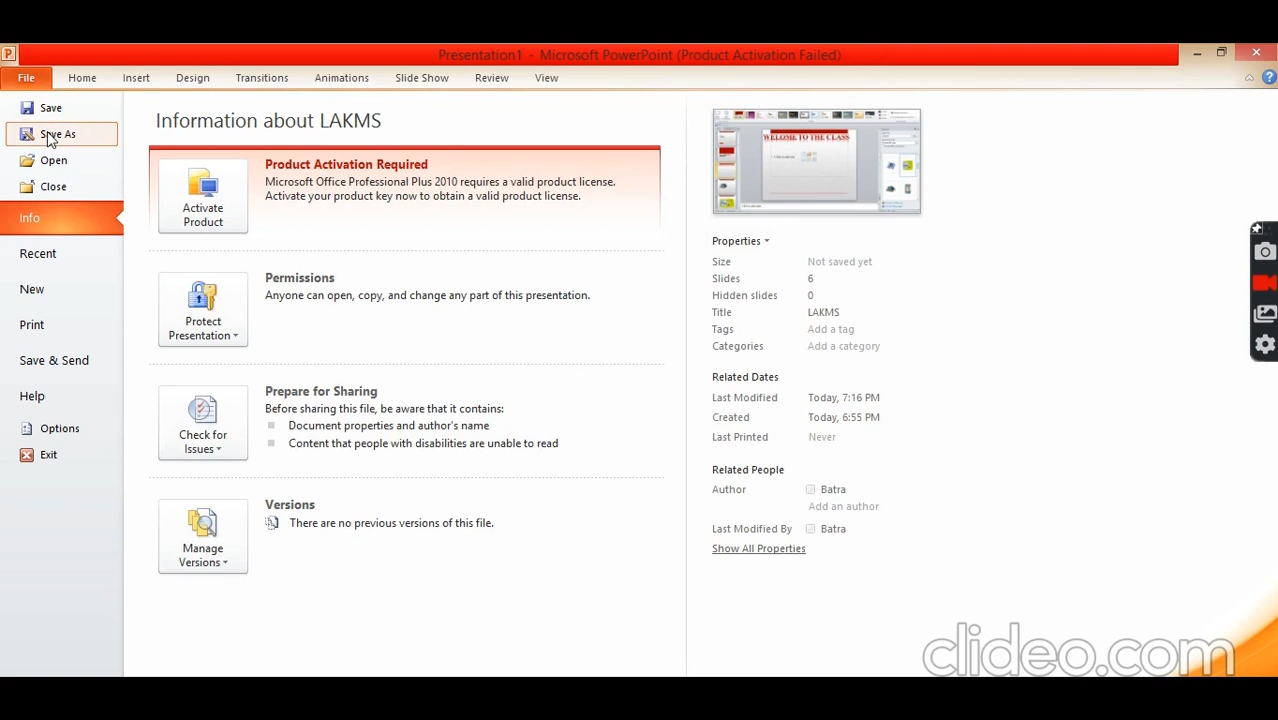 Presentation1 - Microsoft PowerPoint (Product Activation Failed)
File Home Insert Design Transitions Animations Slide Show Review View
Save
Save As
Open
Close
Info
Recent
New
Print
Save & Send
Help
Options
Exit
Information about LAKMS
Activate
Product
Product Activation Required
Microsoft Office Professional Plus 2010 requires a valid product license.
Activate your product key now to obtain a valid product license.
Protect
Presentation
Permissions
Anyone can open, copy, and change any part of this presentation.
Check for
Issues
Prepare for Sharing
Before sharing this file, be aware that it contains:
Document properties and author's name
Content that people with disabilities are unable to read
Manage
Versions
Versions
There are no previous versions of this file.
WELCOME TO THE CLASS
Properties
Size Not saved yet
Slides 6
Hidden slides 0
Title LAKMS
Tags Add a tag
Categories Add a category
Related Dates
Last Modified Today, 7:16 PM
Created Today, 6:55 PM
Last Printed Never
Related People
Author Batra
Add an author
Last Modified By Batra
Show All Properties
clideo.com